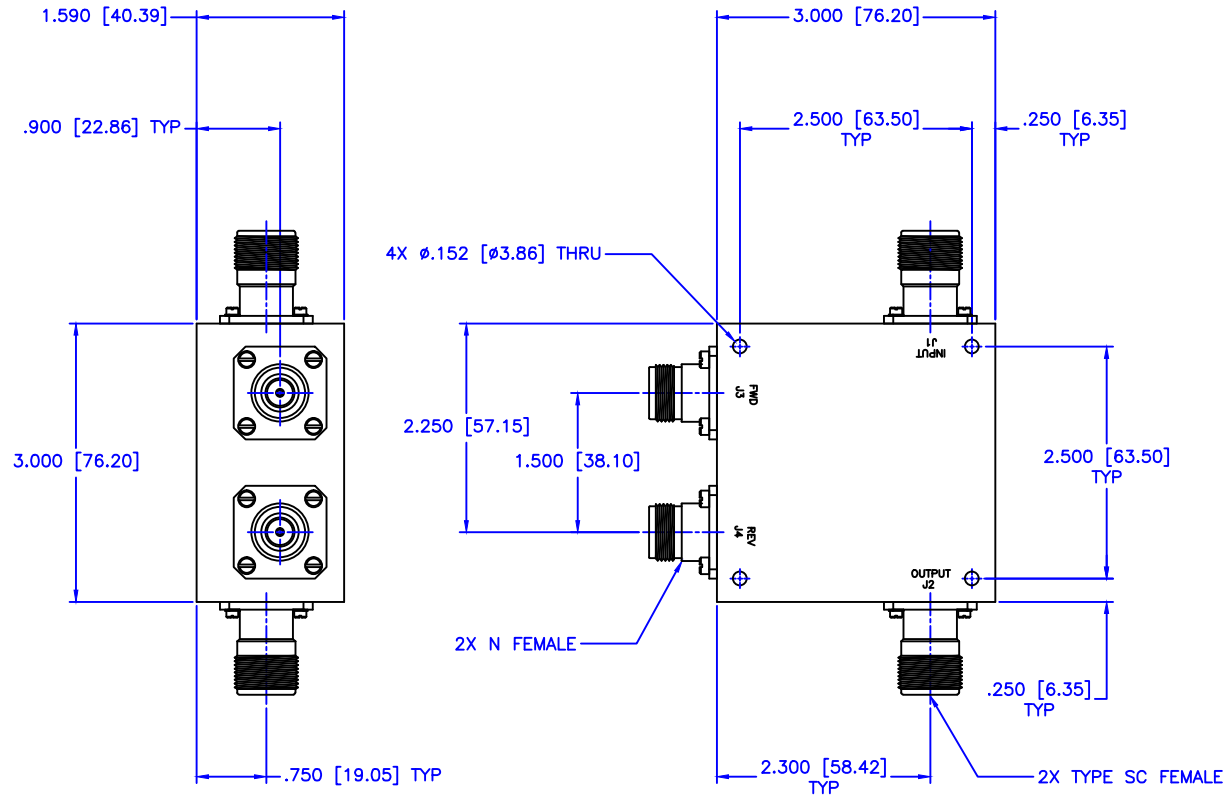 1.590 [40.39]
3.000 [76.20]
.900 [22.86] TYP
2.500 [63.50]
TYP
.250 [6.35]
TYP
4X ø.152 [ø3.86] THRU
INPUT
J1
FWD
J3
2.250 [57.15]
3.000 [76.20]
1.500 [38.10]
2.500 [63.50]
TYP
REV
J4
OUTPUT
J2
2X N FEMALE
.250 [6.35]
TYP
.750 [19.05] TYP
2.300 [58.42]
TYP
2X TYPE SC FEMALE